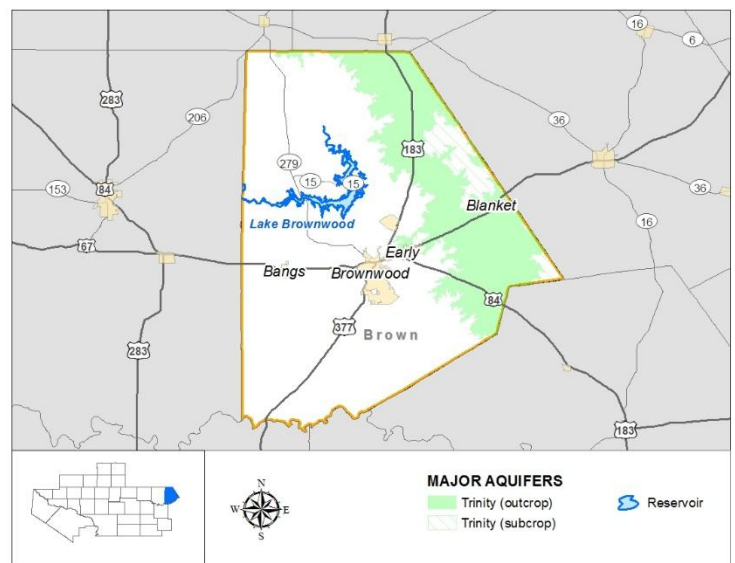 16
6
283
206
36
183
279
153
84
15
15
36
Blanket
16
Lake Brownwood
67
Early
Bangs
Brownwood
84
377
Brown
283
183
N
W E
S
MAJOR AQUIFERS
Trinity (outcrop)
Trinity (subcrop)
Reservoir